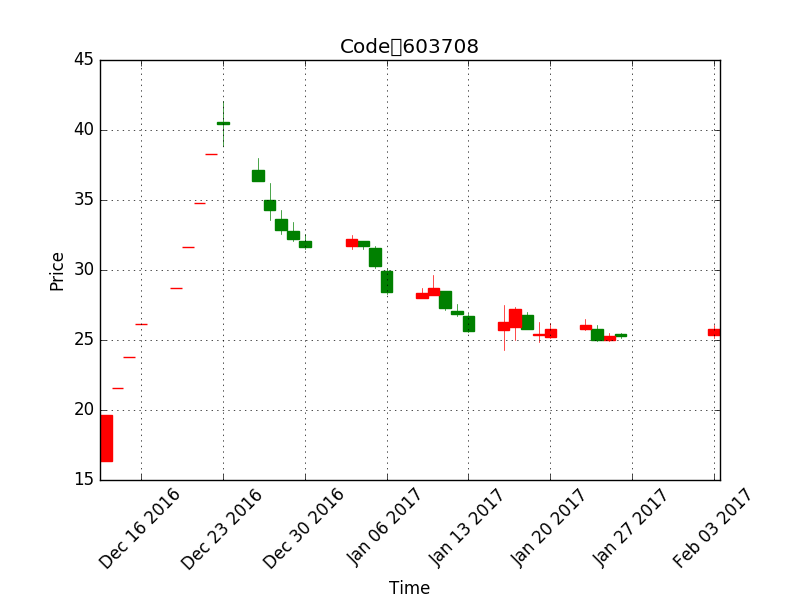 Code▯603708
45
40
35
30
25
20
15
Price
Dec 16 2016
Dec 23 2016
Dec 30 2016
Jan 06 2017
Jan 13 2017
Jan 20 2017
Jan 27 2017
Feb 03 2017
Time